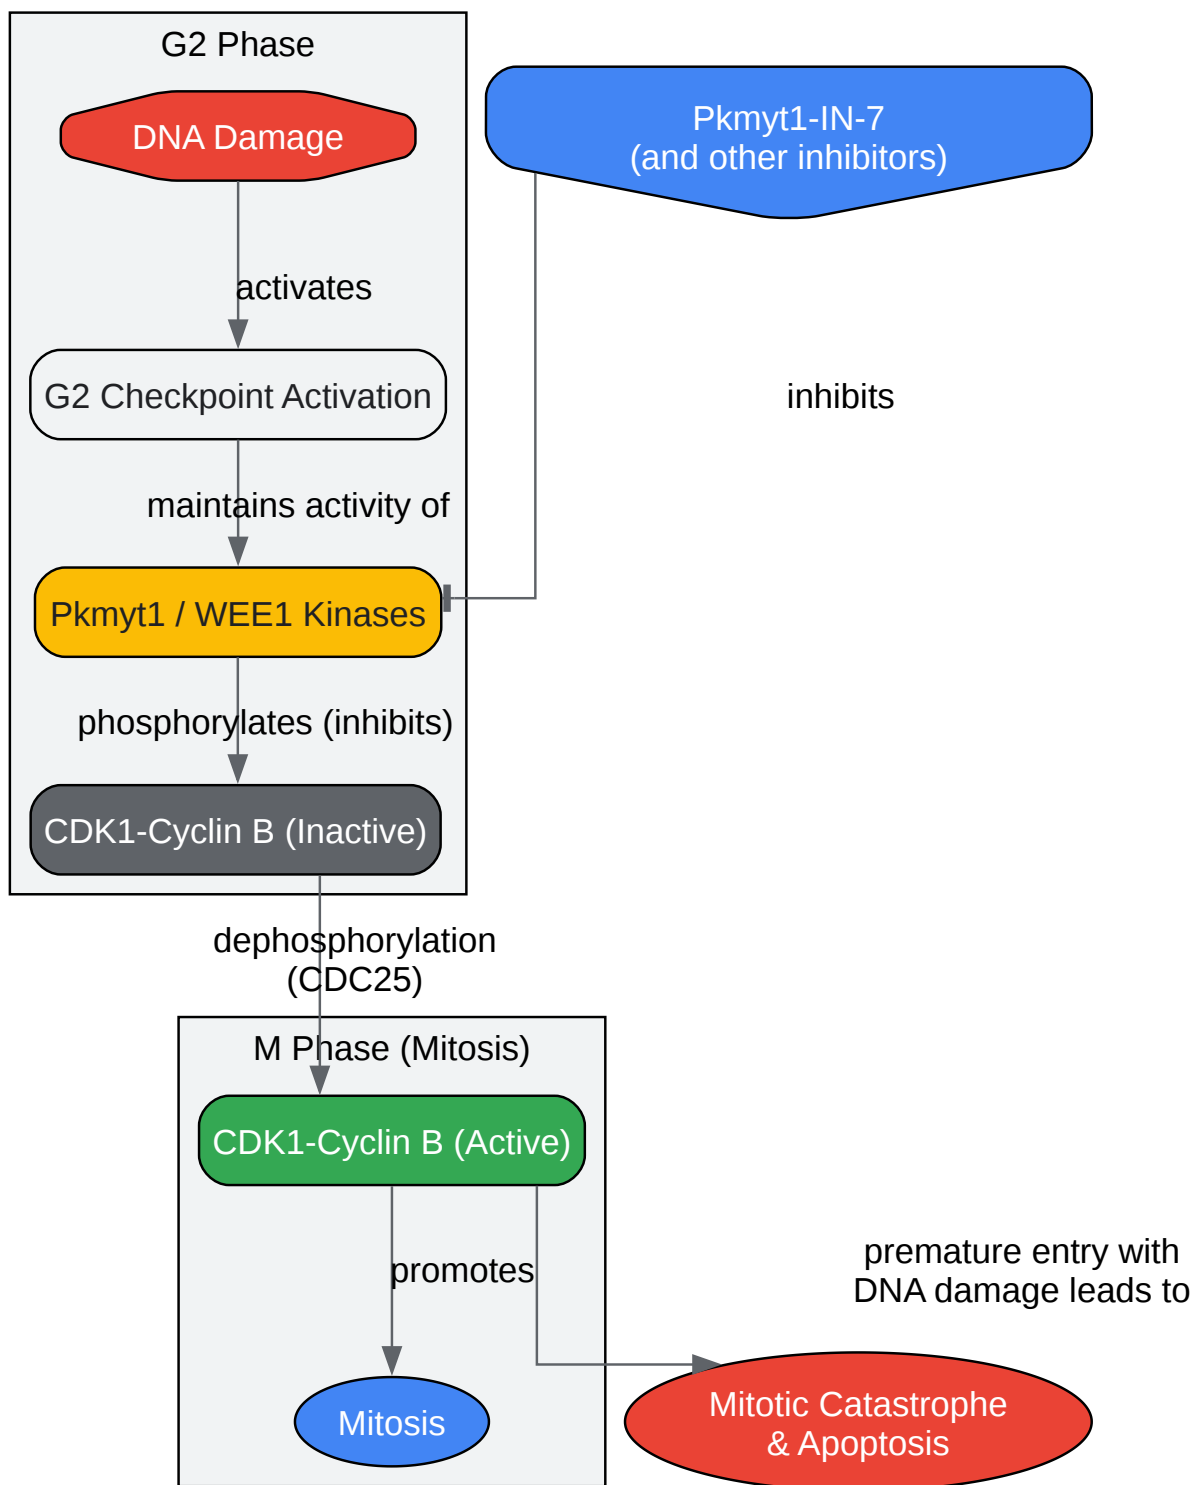 G2 Phase
DNA Damage
Pkmyt1-IN-7
(and other inhibitors)
activates
G2 Checkpoint Activation
inhibits
maintains activity of
Pkmyt1 / WEE1 Kinases
phosphorylates (inhibits)
CDK1-Cyclin B (Inactive)
dephosphorylation
(CDC25)
M Phase (Mitosis)
CDK1-Cyclin B (Active)
promotes
premature entry with
DNA damage leads to
Mitosis
Mitotic Catastrophe
& Apoptosis